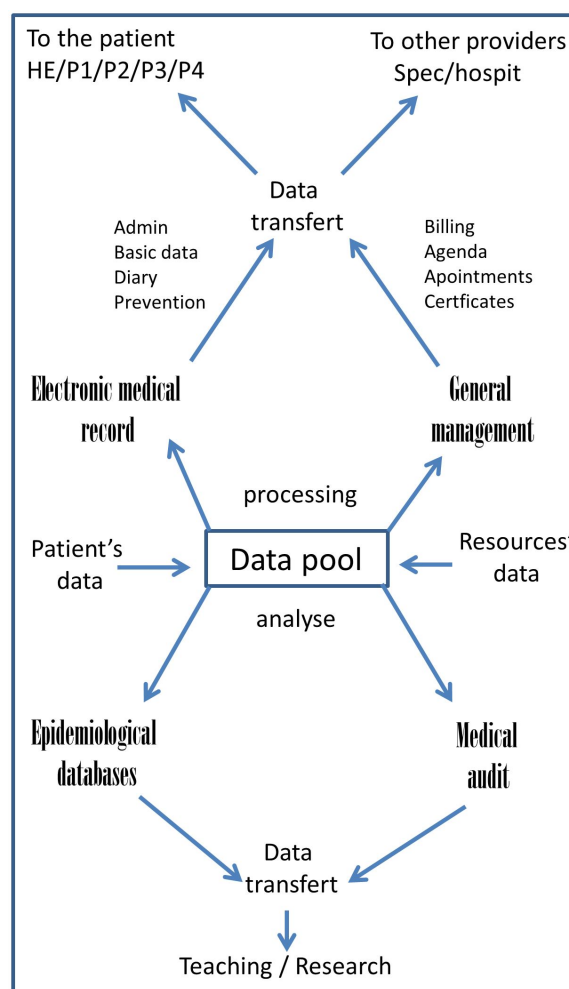 To the patient
HE/P1/P2/P3/P4
To other providers
Spec/hospit
Data
transfert
Admin
Basic data
Diary
Prevention
Billing
Agenda
Apointments
Certficates
Electronic medical
record
General
management
processing
Patient's
data
Data pool
Resources'
data
analyse
Epidemiological
databases
Medical
audit
Data
transfert
Teaching / Research